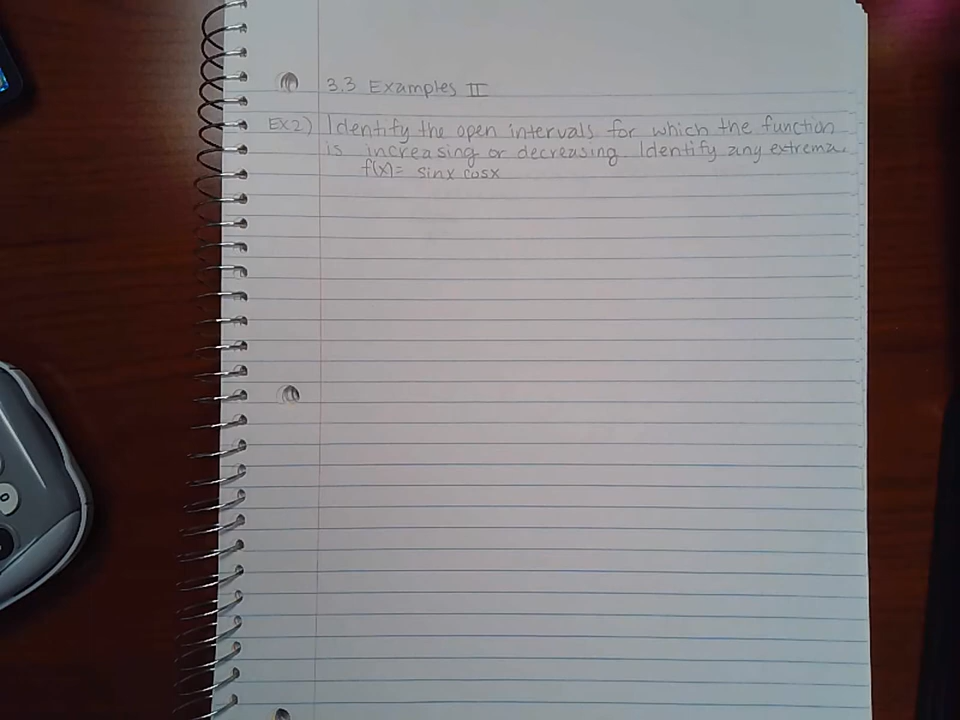 3.3 Examples II
EX2) Identify the open intervals for which the function
is increasing or decreasing Identify any extrema.
f(x)= sinx cosx
0